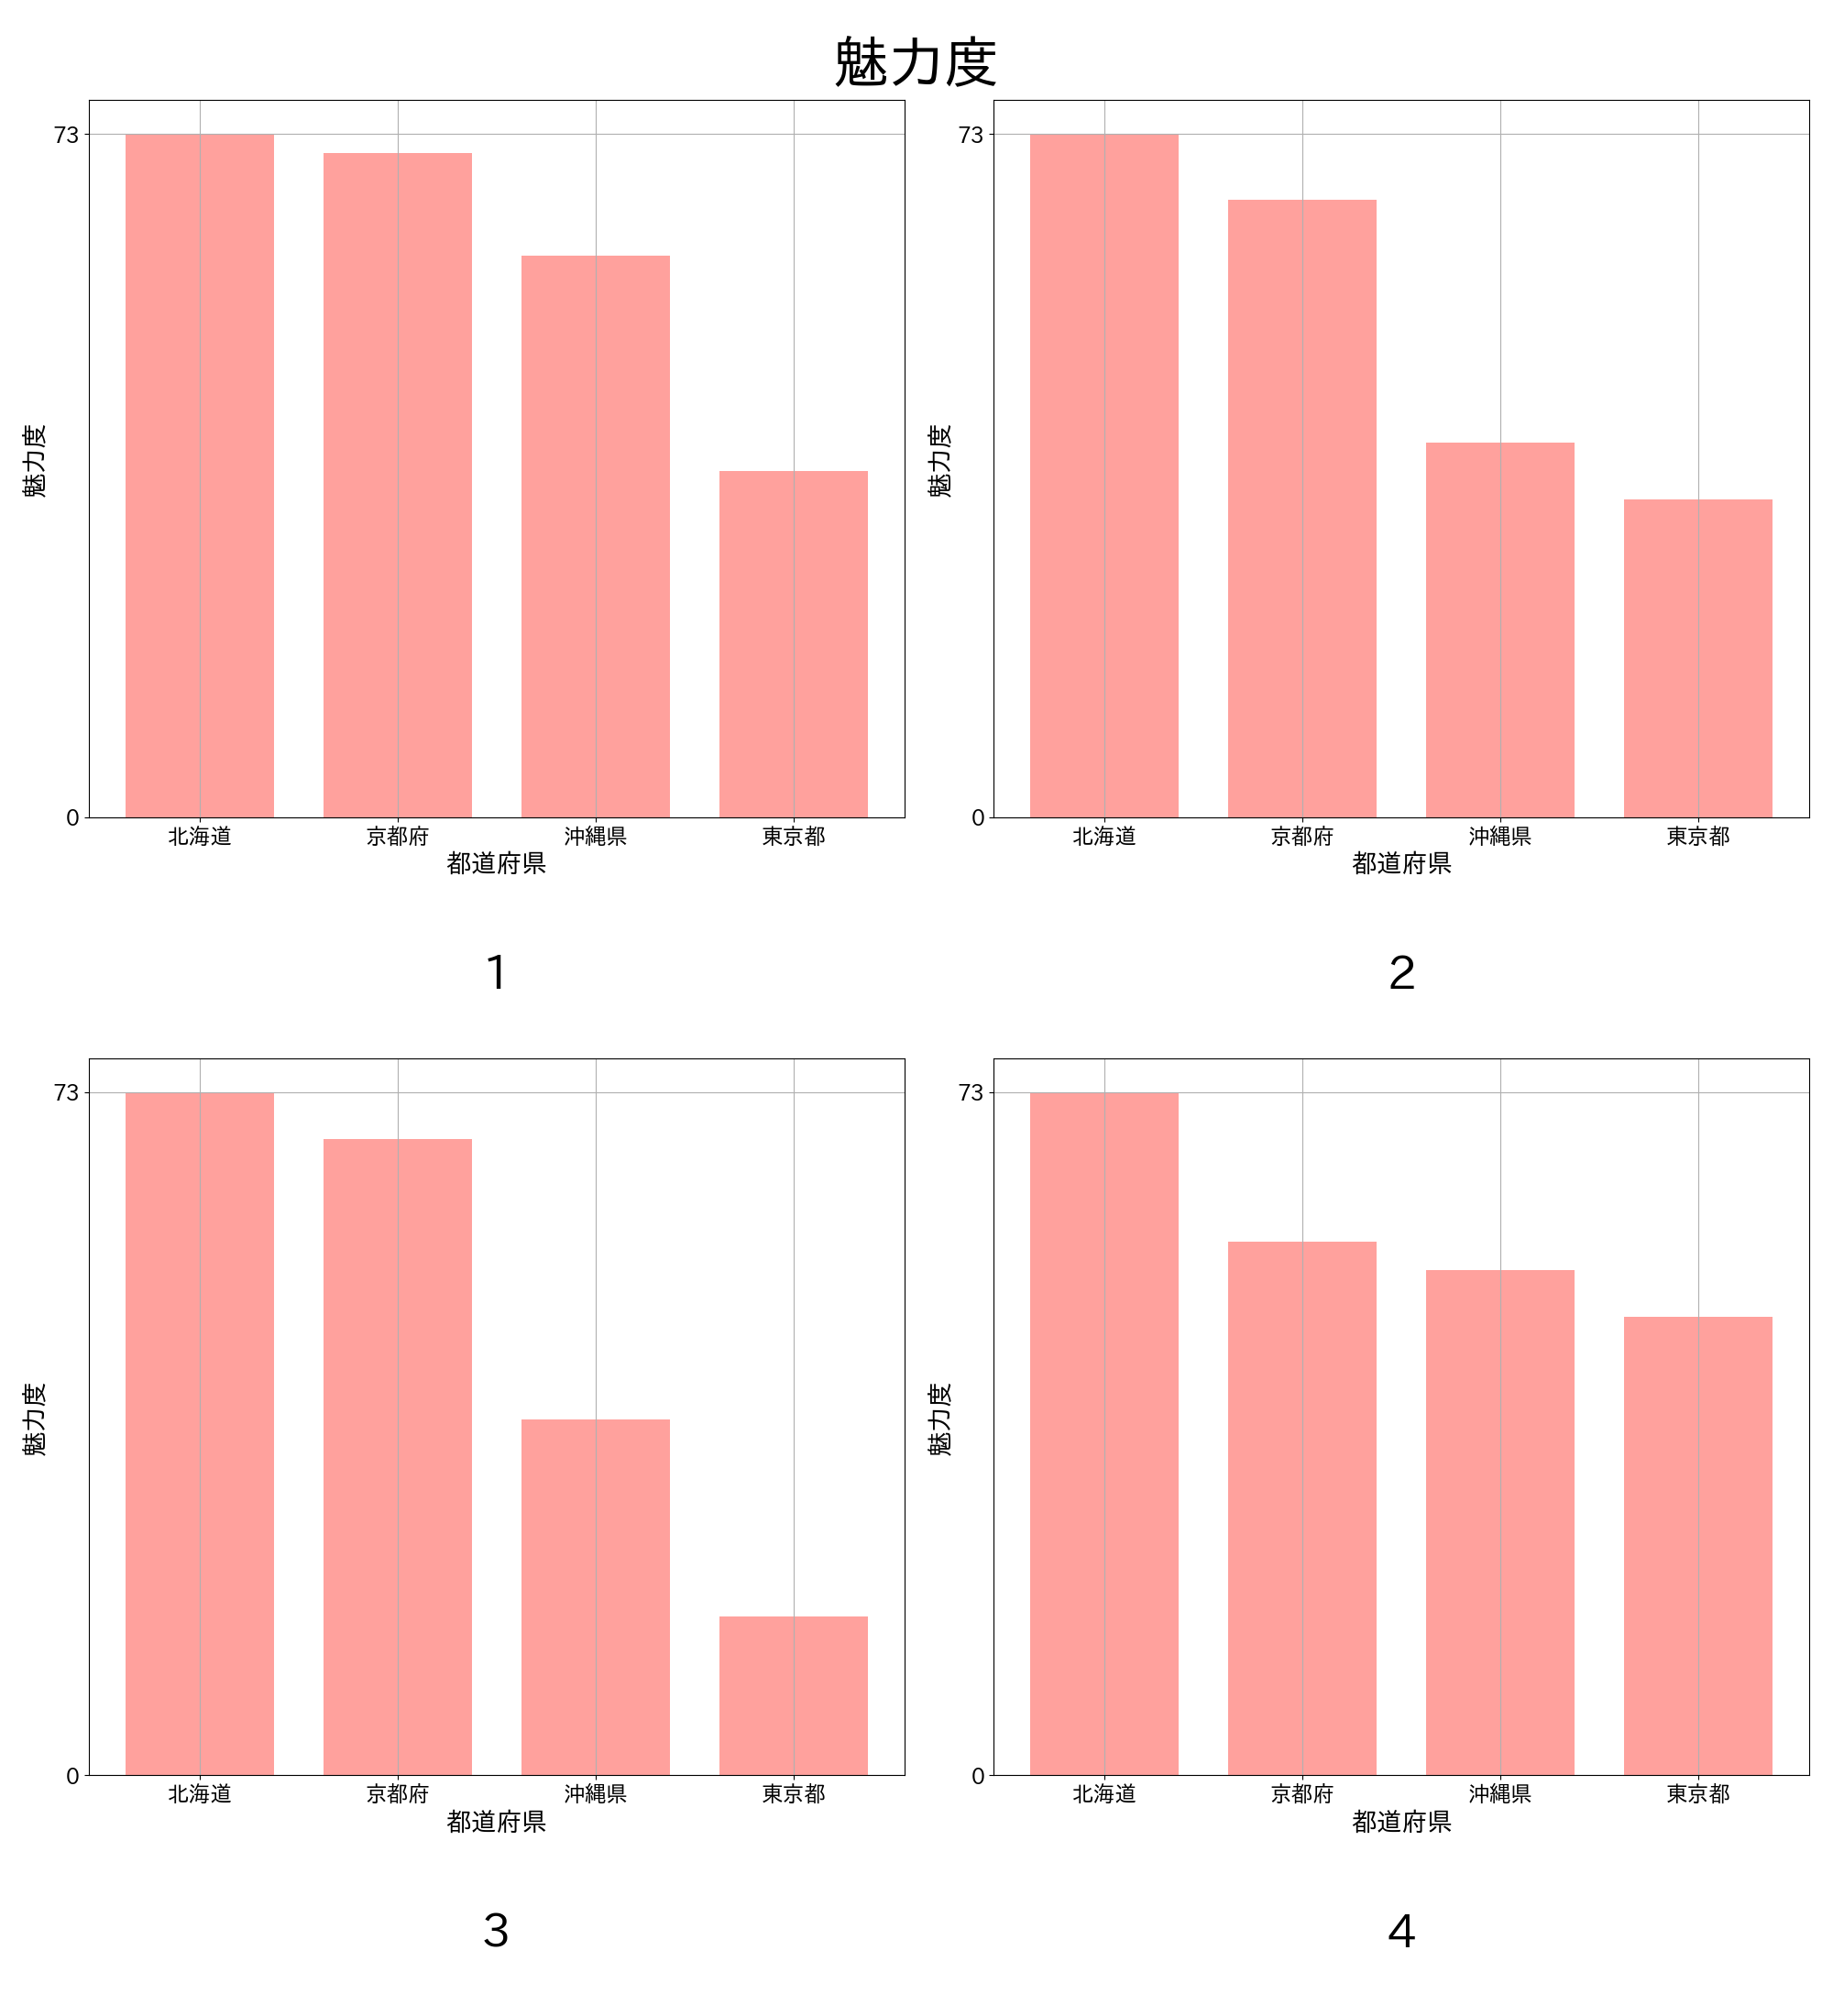 魅力度
73
0
魅力度
北海道 京都府 沖縄県 東京都
都道府県
1
73
0
魅力度
北海道 京都府 沖縄県 東京都
都道府県
2
73
0
魅力度
北海道 京都府 沖縄県 東京都
都道府県
3
73
0
魅力度
北海道 京都府 沖縄県 東京都
都道府県
4